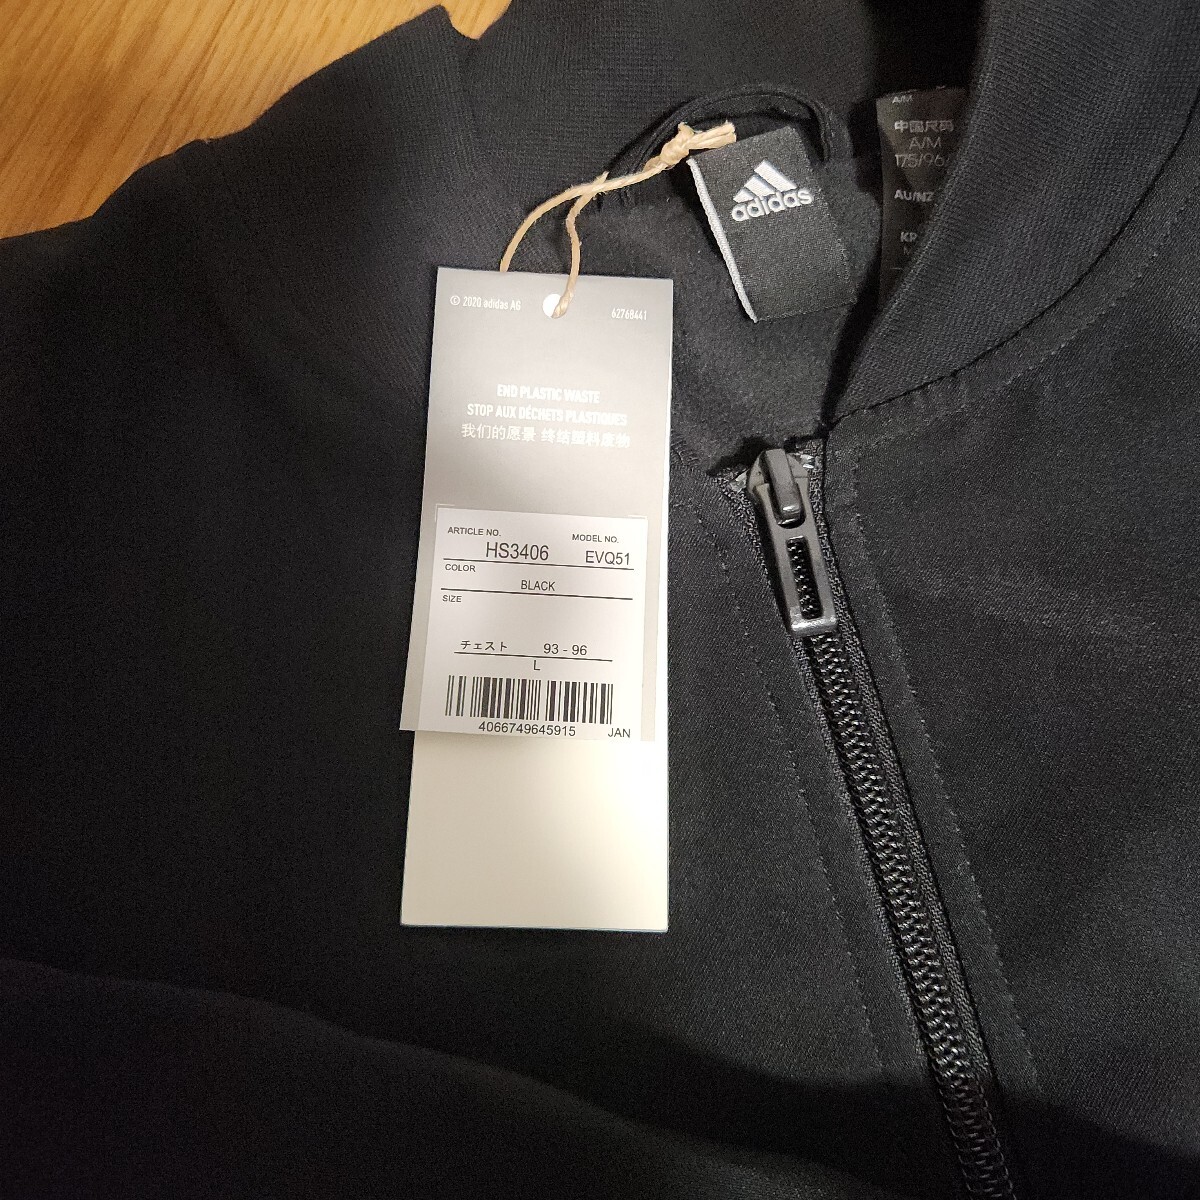 adidas
A/M
中国尺码
A/M
175/96/
AU/NZ
KR
© 2020 adidas AG
62768441
END PLASTIC WASTE
STOP AUX DÉCHETS PLASTIQUES
我们的愿景 终结塑料废物
ARTICLE NO. MODEL NO.
HS3406 EVQ51
COLOR
BLACK
SIZE
チェスト 93 - 96
L
4066749645915 JAN